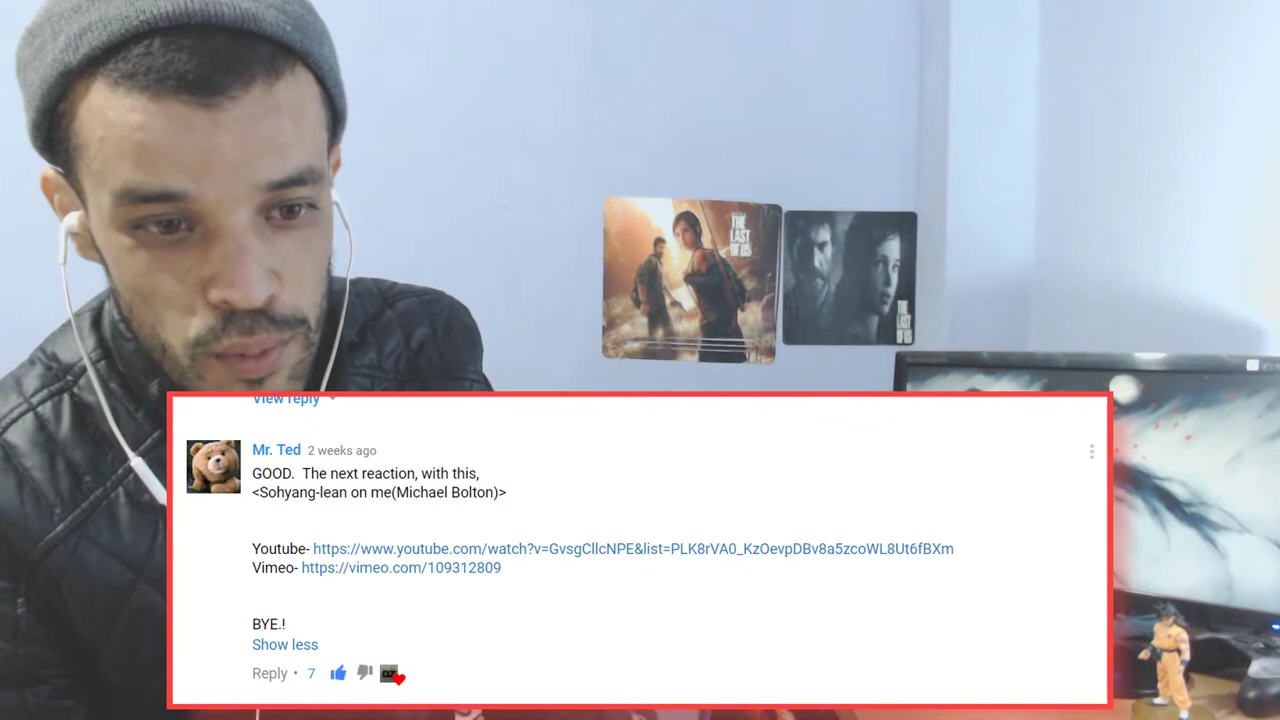 THE
LAST
OF US
THE
LAST
OF US
View reply
Mr. Ted 2 weeks ago
GOOD. The next reaction, with this,
<Sohyang-lean on me(Michael Bolton)>
Youtube- https://www.youtube.com/watch?v=GvsgCllcNPE&list=PLK8rVA0_KzOevpDBv8a5zcoWL8Ut6fBXm
Vimeo- https://vimeo.com/109312809
BYE.!
Show less
Reply • 7